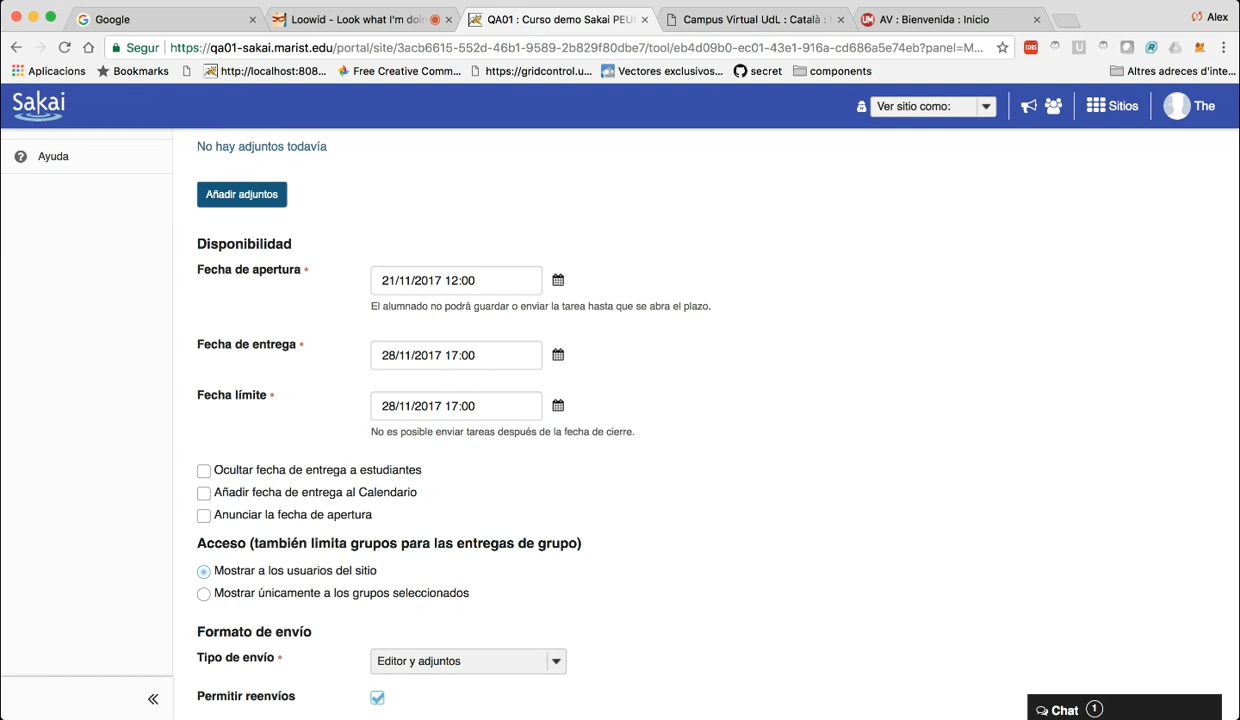 Google
Loowid - Look what I'm doin
QA01 : Curso demo Sakai PEU
Campus Virtual UdL : Català :
AV : Bienvenida : Inicio
Alex
Segur
https://qa01-sakai.marist.edu/portal/site/3acb6615-552d-46b1-9589-2b829f80dbe7/tool/eb4d09b0-ec01-43e1-916a-cd686a5e74eb?panel=M...
Aplicacions
Bookmarks
http://localhost:808...
Free Creative Comm...
https://gridcontrol.u...
Vectores exclusivos...
secret
components
Altres adreces d'inte...
Sakai
Ver sitio como:
Sitios
The
Ayuda
No hay adjuntos todavía
Añadir adjuntos
Disponibilidad
Fecha de apertura *
21/11/2017 12:00
El alumnado no podrá guardar o enviar la tarea hasta que se abra el plazo.
Fecha de entrega *
28/11/2017 17:00
Fecha límite *
28/11/2017 17:00
No es posible enviar tareas después de la fecha de cierre.
Ocultar fecha de entrega a estudiantes
Añadir fecha de entrega al Calendario
Anunciar la fecha de apertura
Acceso (también limita grupos para las entregas de grupo)
Mostrar a los usuarios del sitio
Mostrar únicamente a los grupos seleccionados
Formato de envío
Tipo de envío *
Editor y adjuntos
Permitir reenvíos
Chat 1